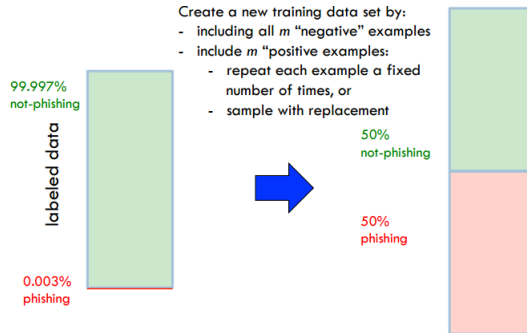 Create a new training data set by:
- including all m “negative” examples
- include m “positive examples:
- repeat each example a fixed
number of times, or
- sample with replacement
99.997%
not-phishing
labeled data
0.003%
phishing
50%
not-phishing
50%
phishing